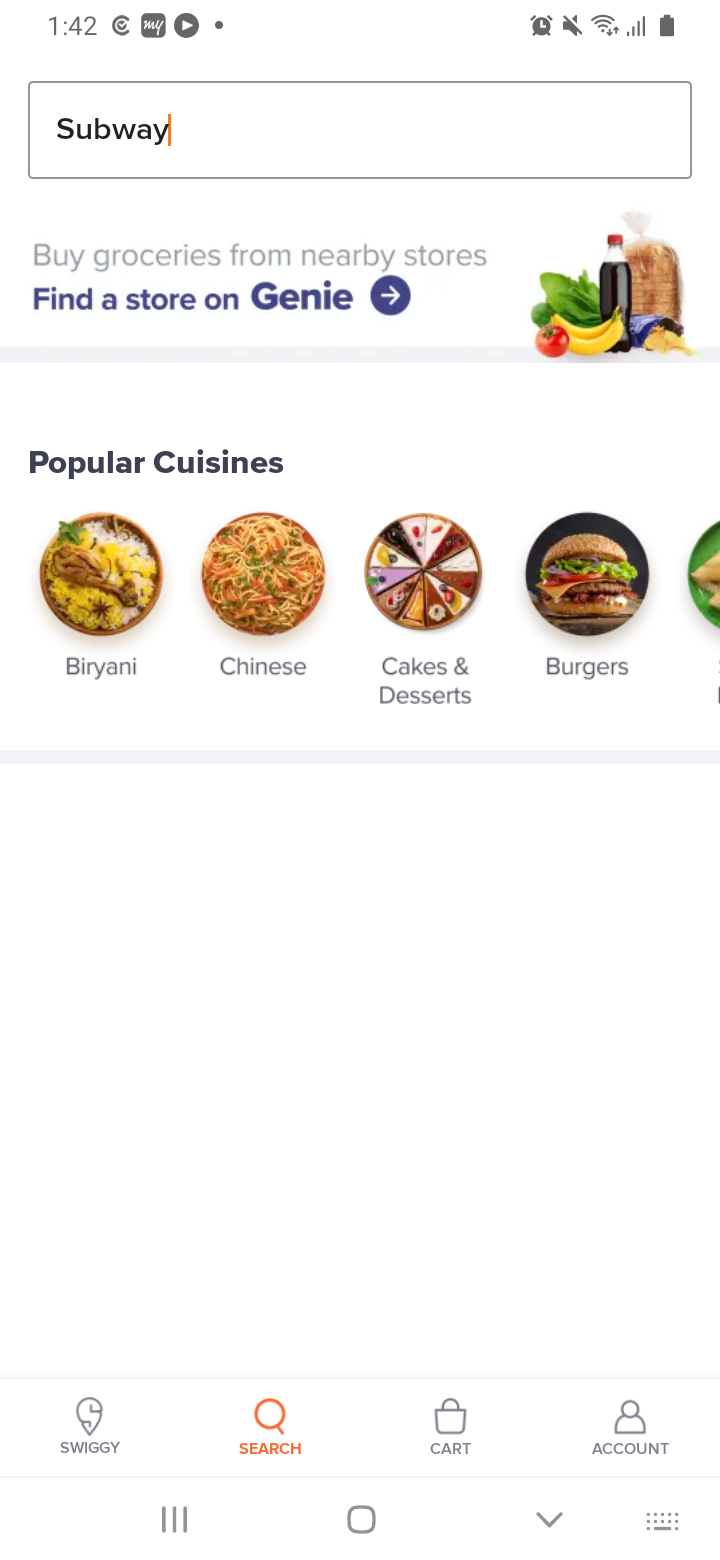 1:42
my
Subway
Buy groceries from nearby stores
Find a store on Genie
Popular Cuisines
Biryani
Chinese
Cakes &
Desserts
Burgers
SWIGGY
SEARCH
CART
ACCOUNT